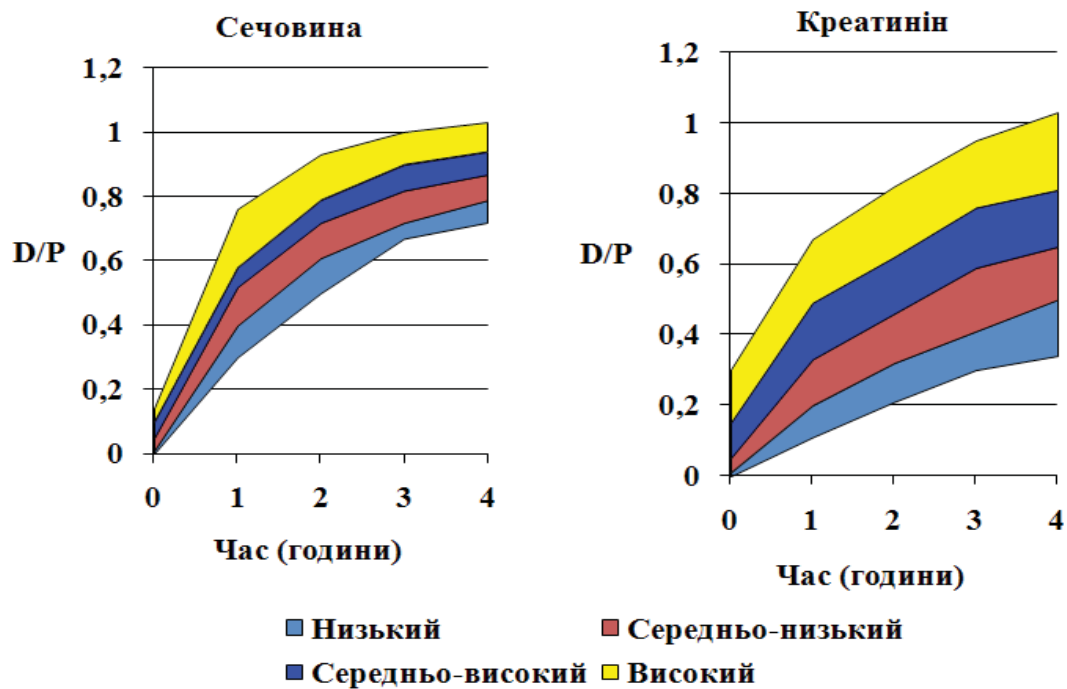 Сечовина
1,2
1
0,8
0,6
0,4
0,2
0
D/P
0 1 2 3 4
Час (години)
Креатинін
1,2
1
0,8
0,6
0,4
0,2
0
D/P
0 1 2 3 4
Час (години)
Низький Середньо-низький
Середньо-високий Високий